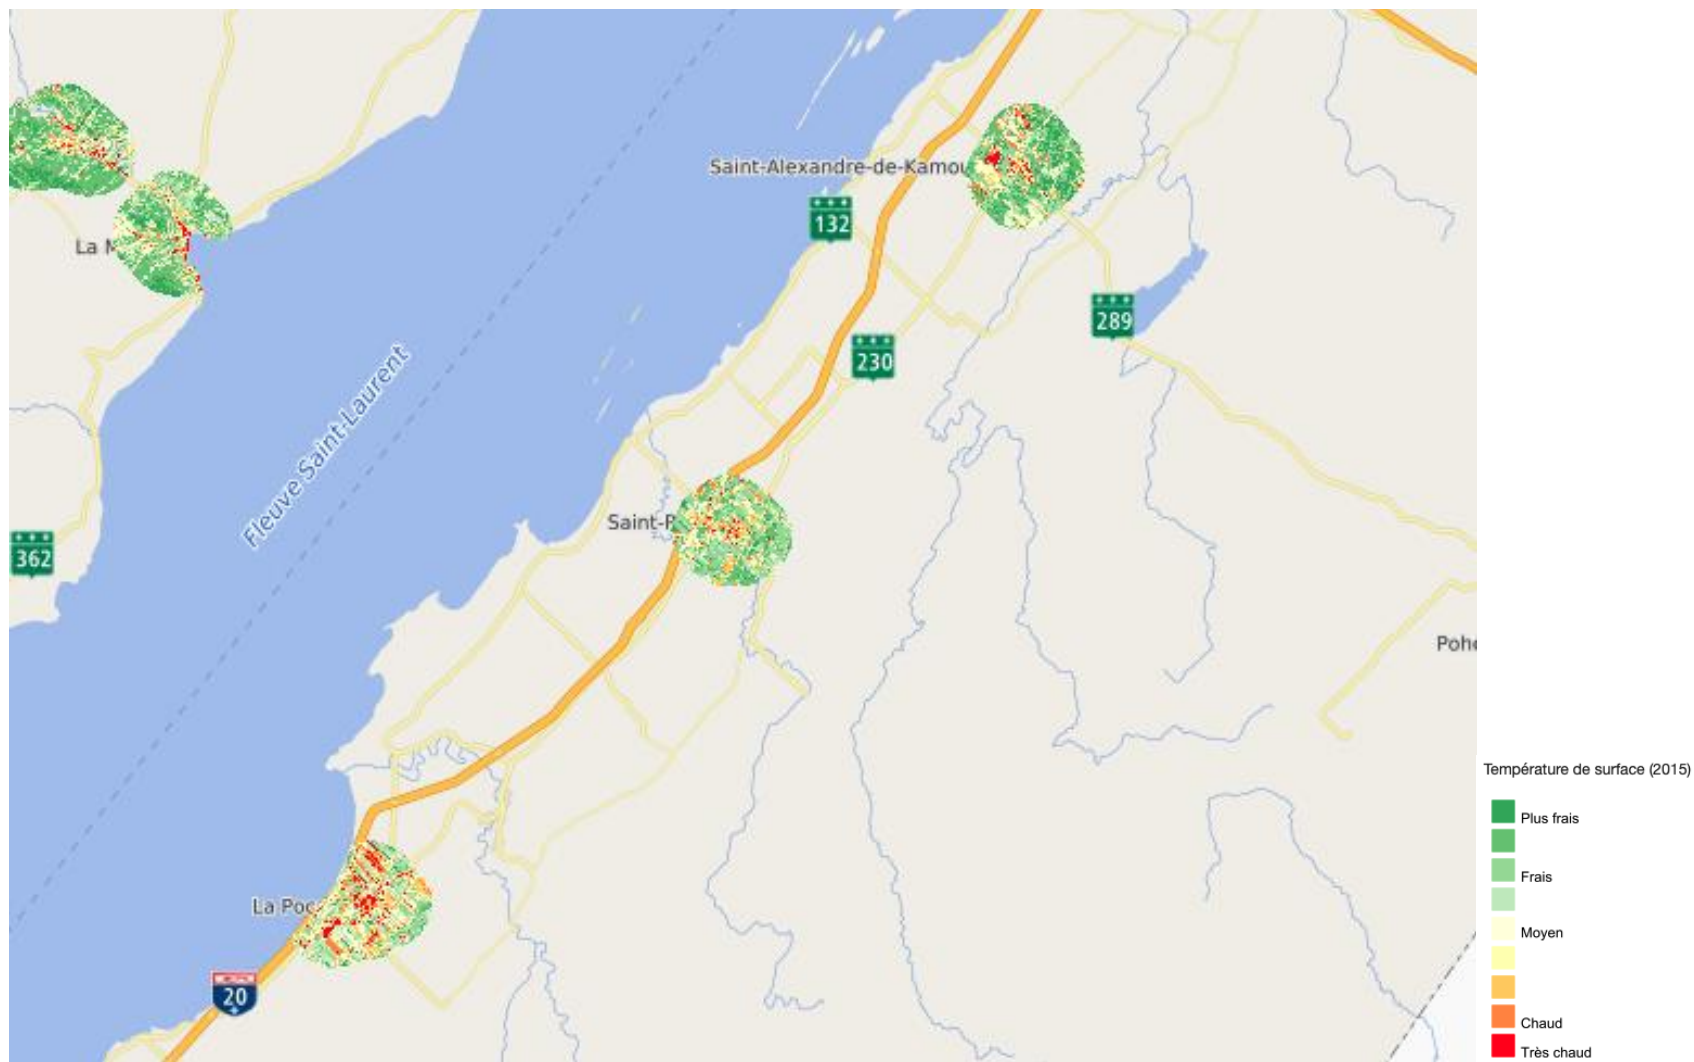 Saint-Alexandre-de-Kamou
132
La M
289
230
Fleuve Saint-Laurent
Saint-
362
Pohé
La Poc
20
Température de surface (2015)
Plus frais
Frais
Moyen
Chaud
Très chaud